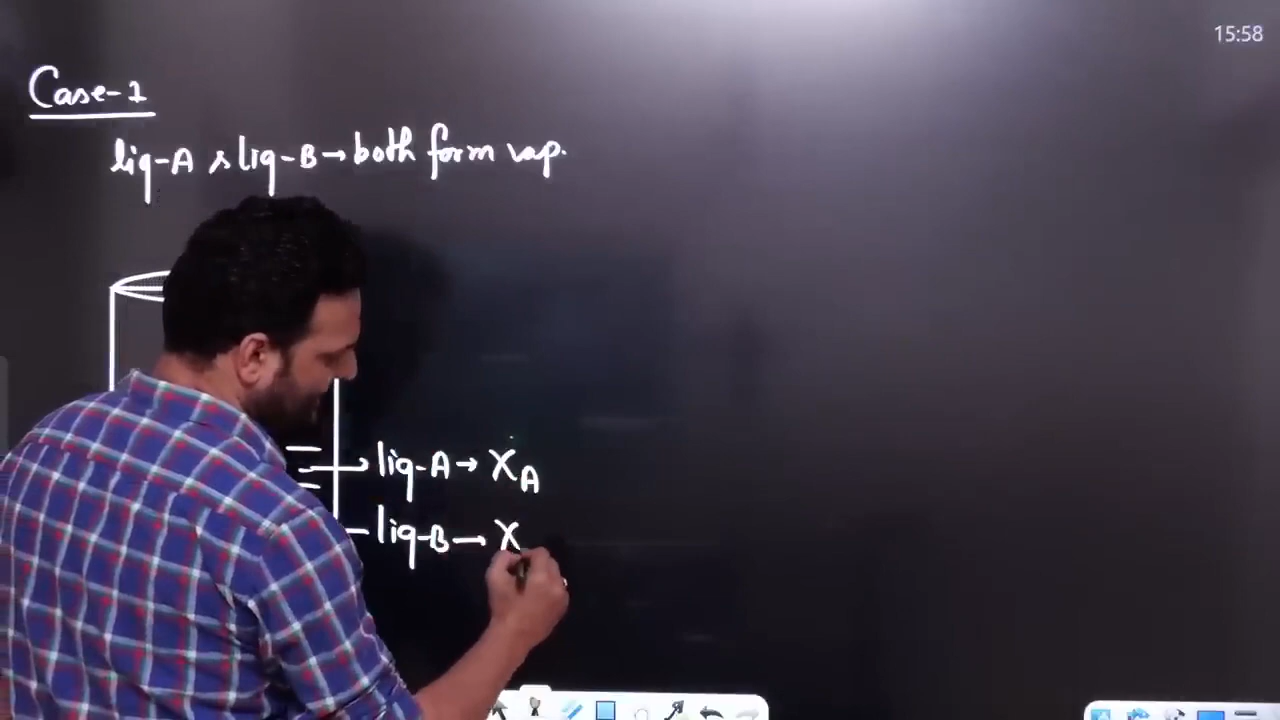 15:58
Case-1
liq-A & liq-B → both form vap.
liq-A → X_A
liq-B → X